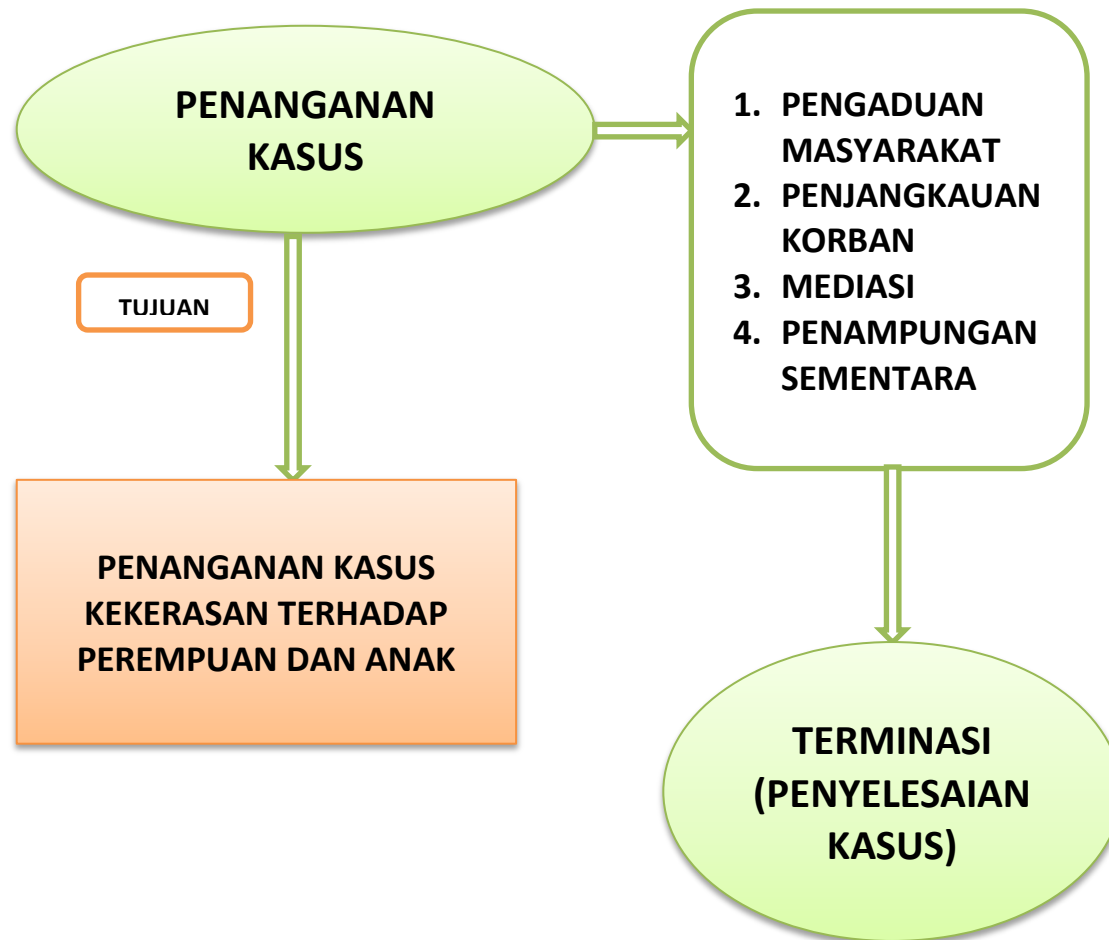 PENANGANAN
KASUS
1. PENGADUAN
MASYARAKAT
2. PENJANGKAUAN
KORBAN
3. MEDIASI
4. PENAMPUNGAN
SEMENTARA
TUJUAN
PENANGANAN KASUS
KEKERASAN TERHADAP
PEREMPUAN DAN ANAK
TERMINASI
(PENYELESAIAN
KASUS)